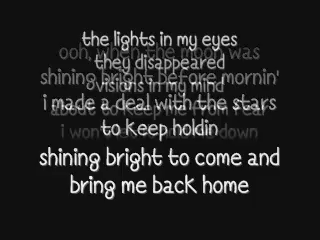 the lights in my eyes
ooh, when the moon was
they disappeared
shining bright before mornin'
visions in my mind
i made a deal with the stars
about to keep me from fear
to keep holdin
i won't down
shining bright to come and
bring me back home